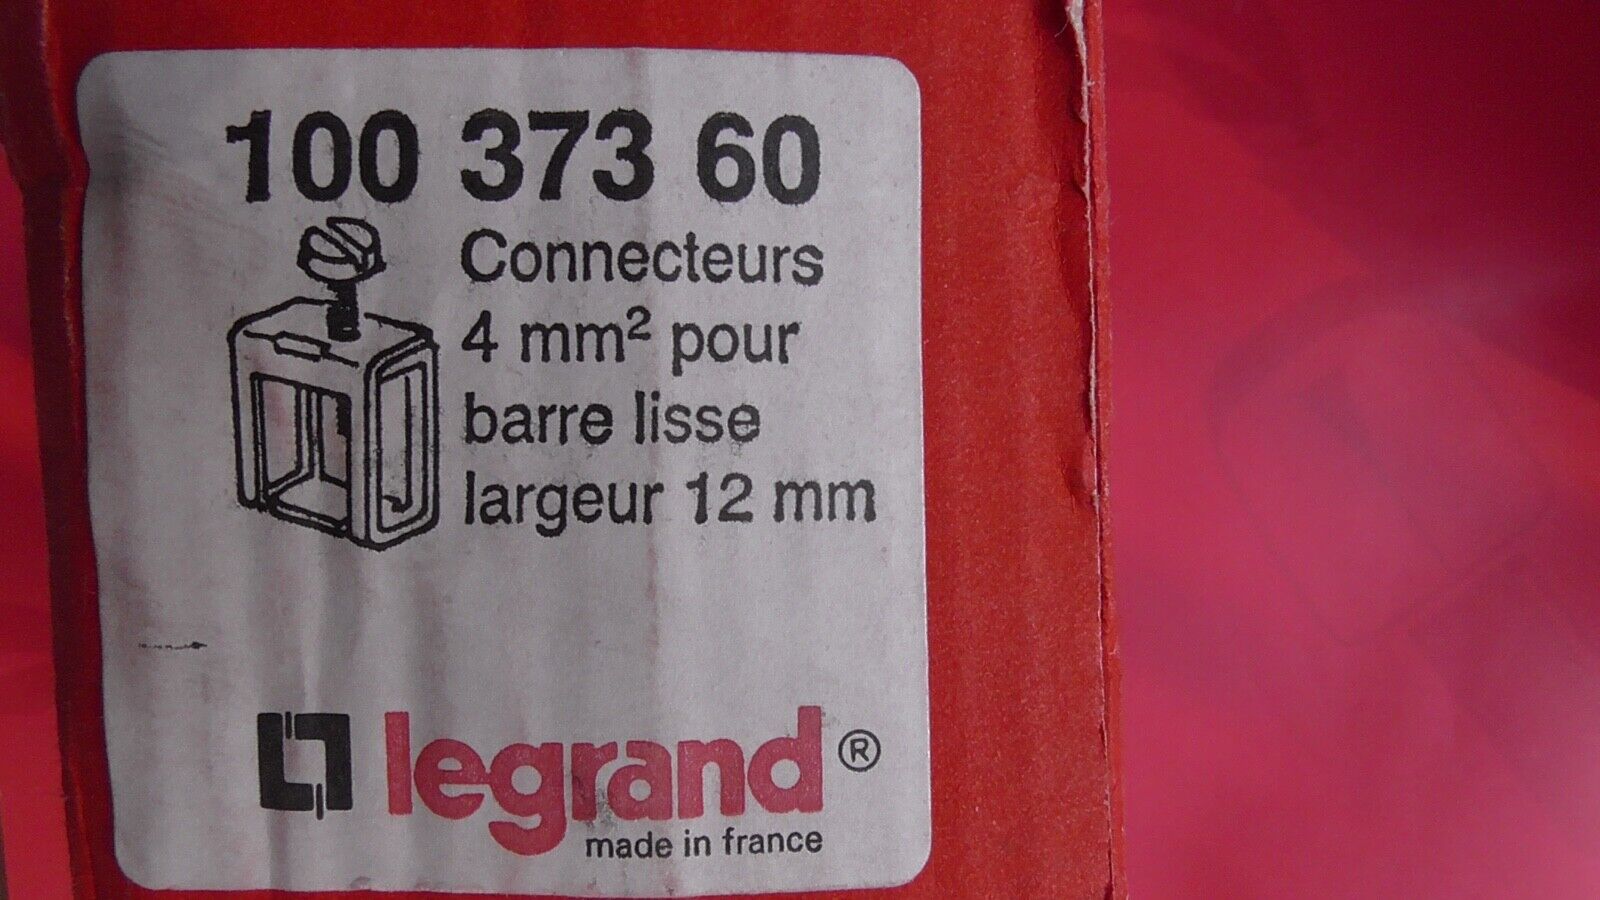 100 373 60
Connecteurs
4 mm² pour
barre lisse
largeur 12 mm
legrand®
made in france